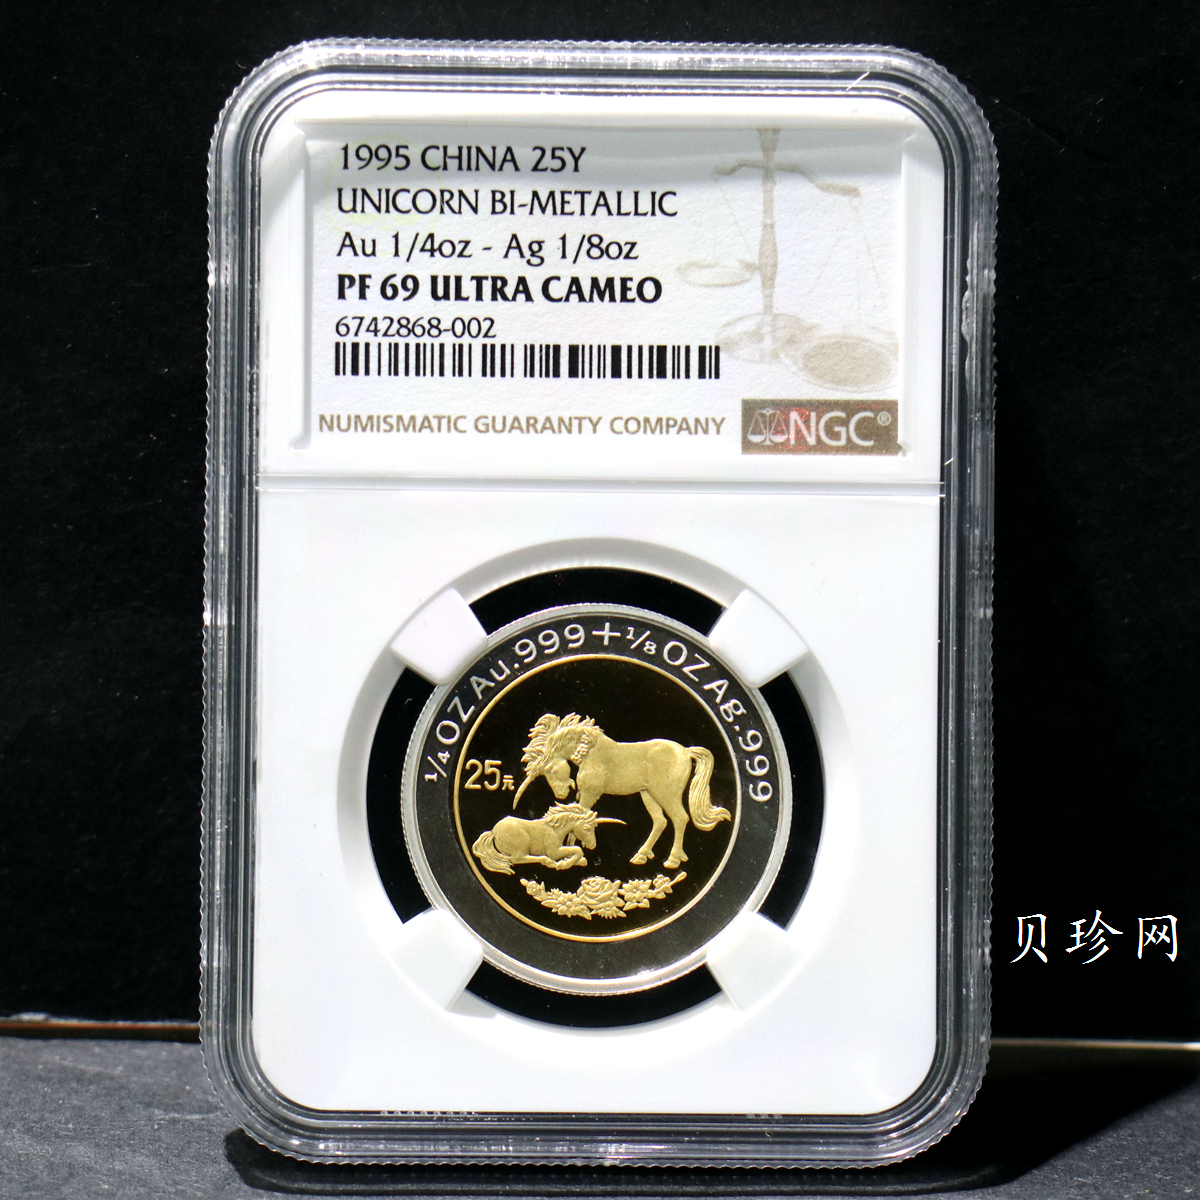 1995 CHINA 25Y
UNICORN BI-METALLIC
Au 1/4oz - Ag 1/8oz
PF 69 ULTRA CAMEO
6742868-002
NUMISMATIC GUARANTY COMPANY
NGC®
1/4 OZ Au.999+1/8 OZ Ag.999
25元
贝珍网